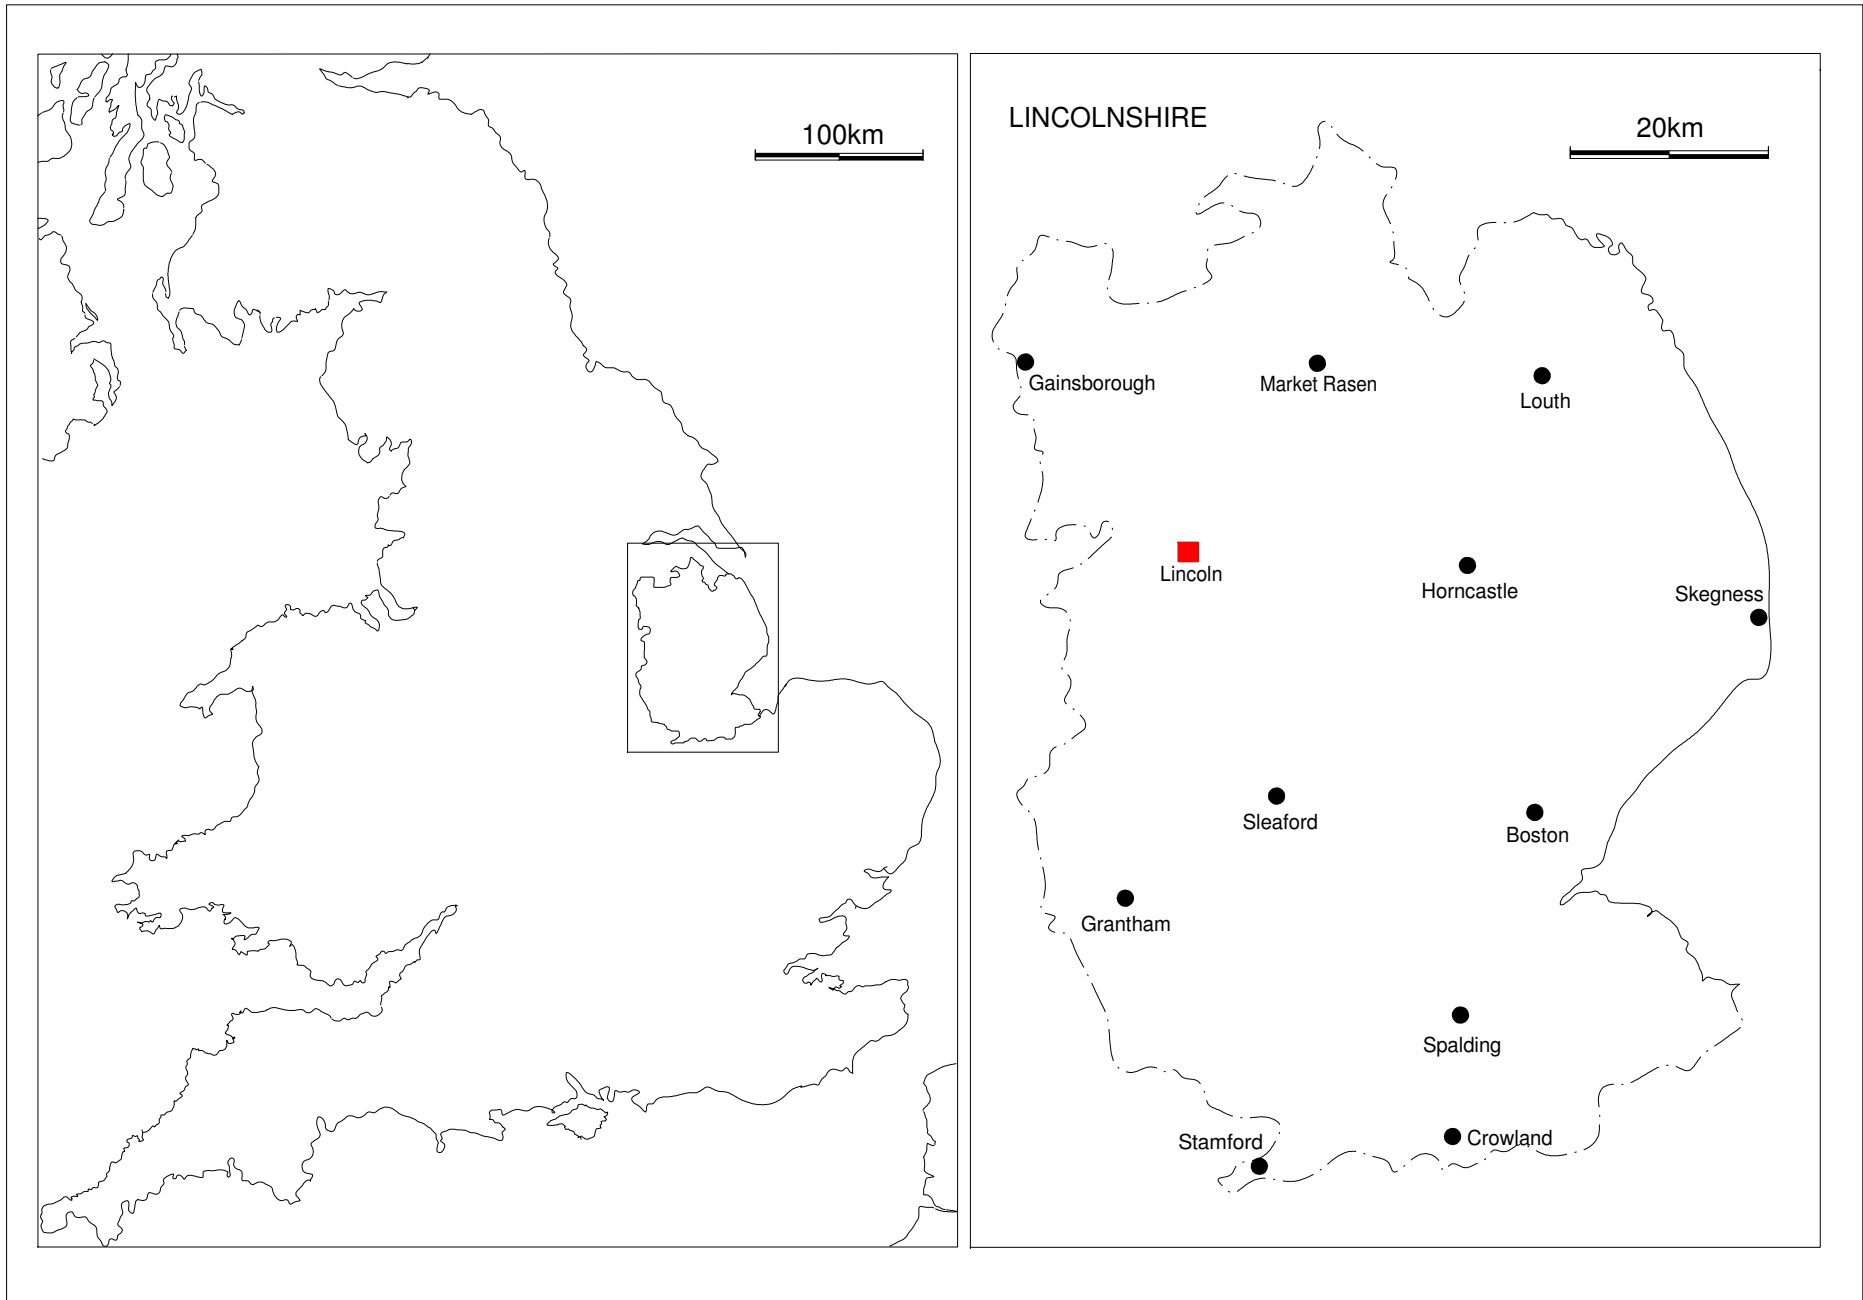 100km
LINCOLNSHIRE
20km
Gainsborough
Market Rasen
Louth
Lincoln
Horncastle
Skegness
Sleaford
Boston
Grantham
Spalding
Stamford
Crowland